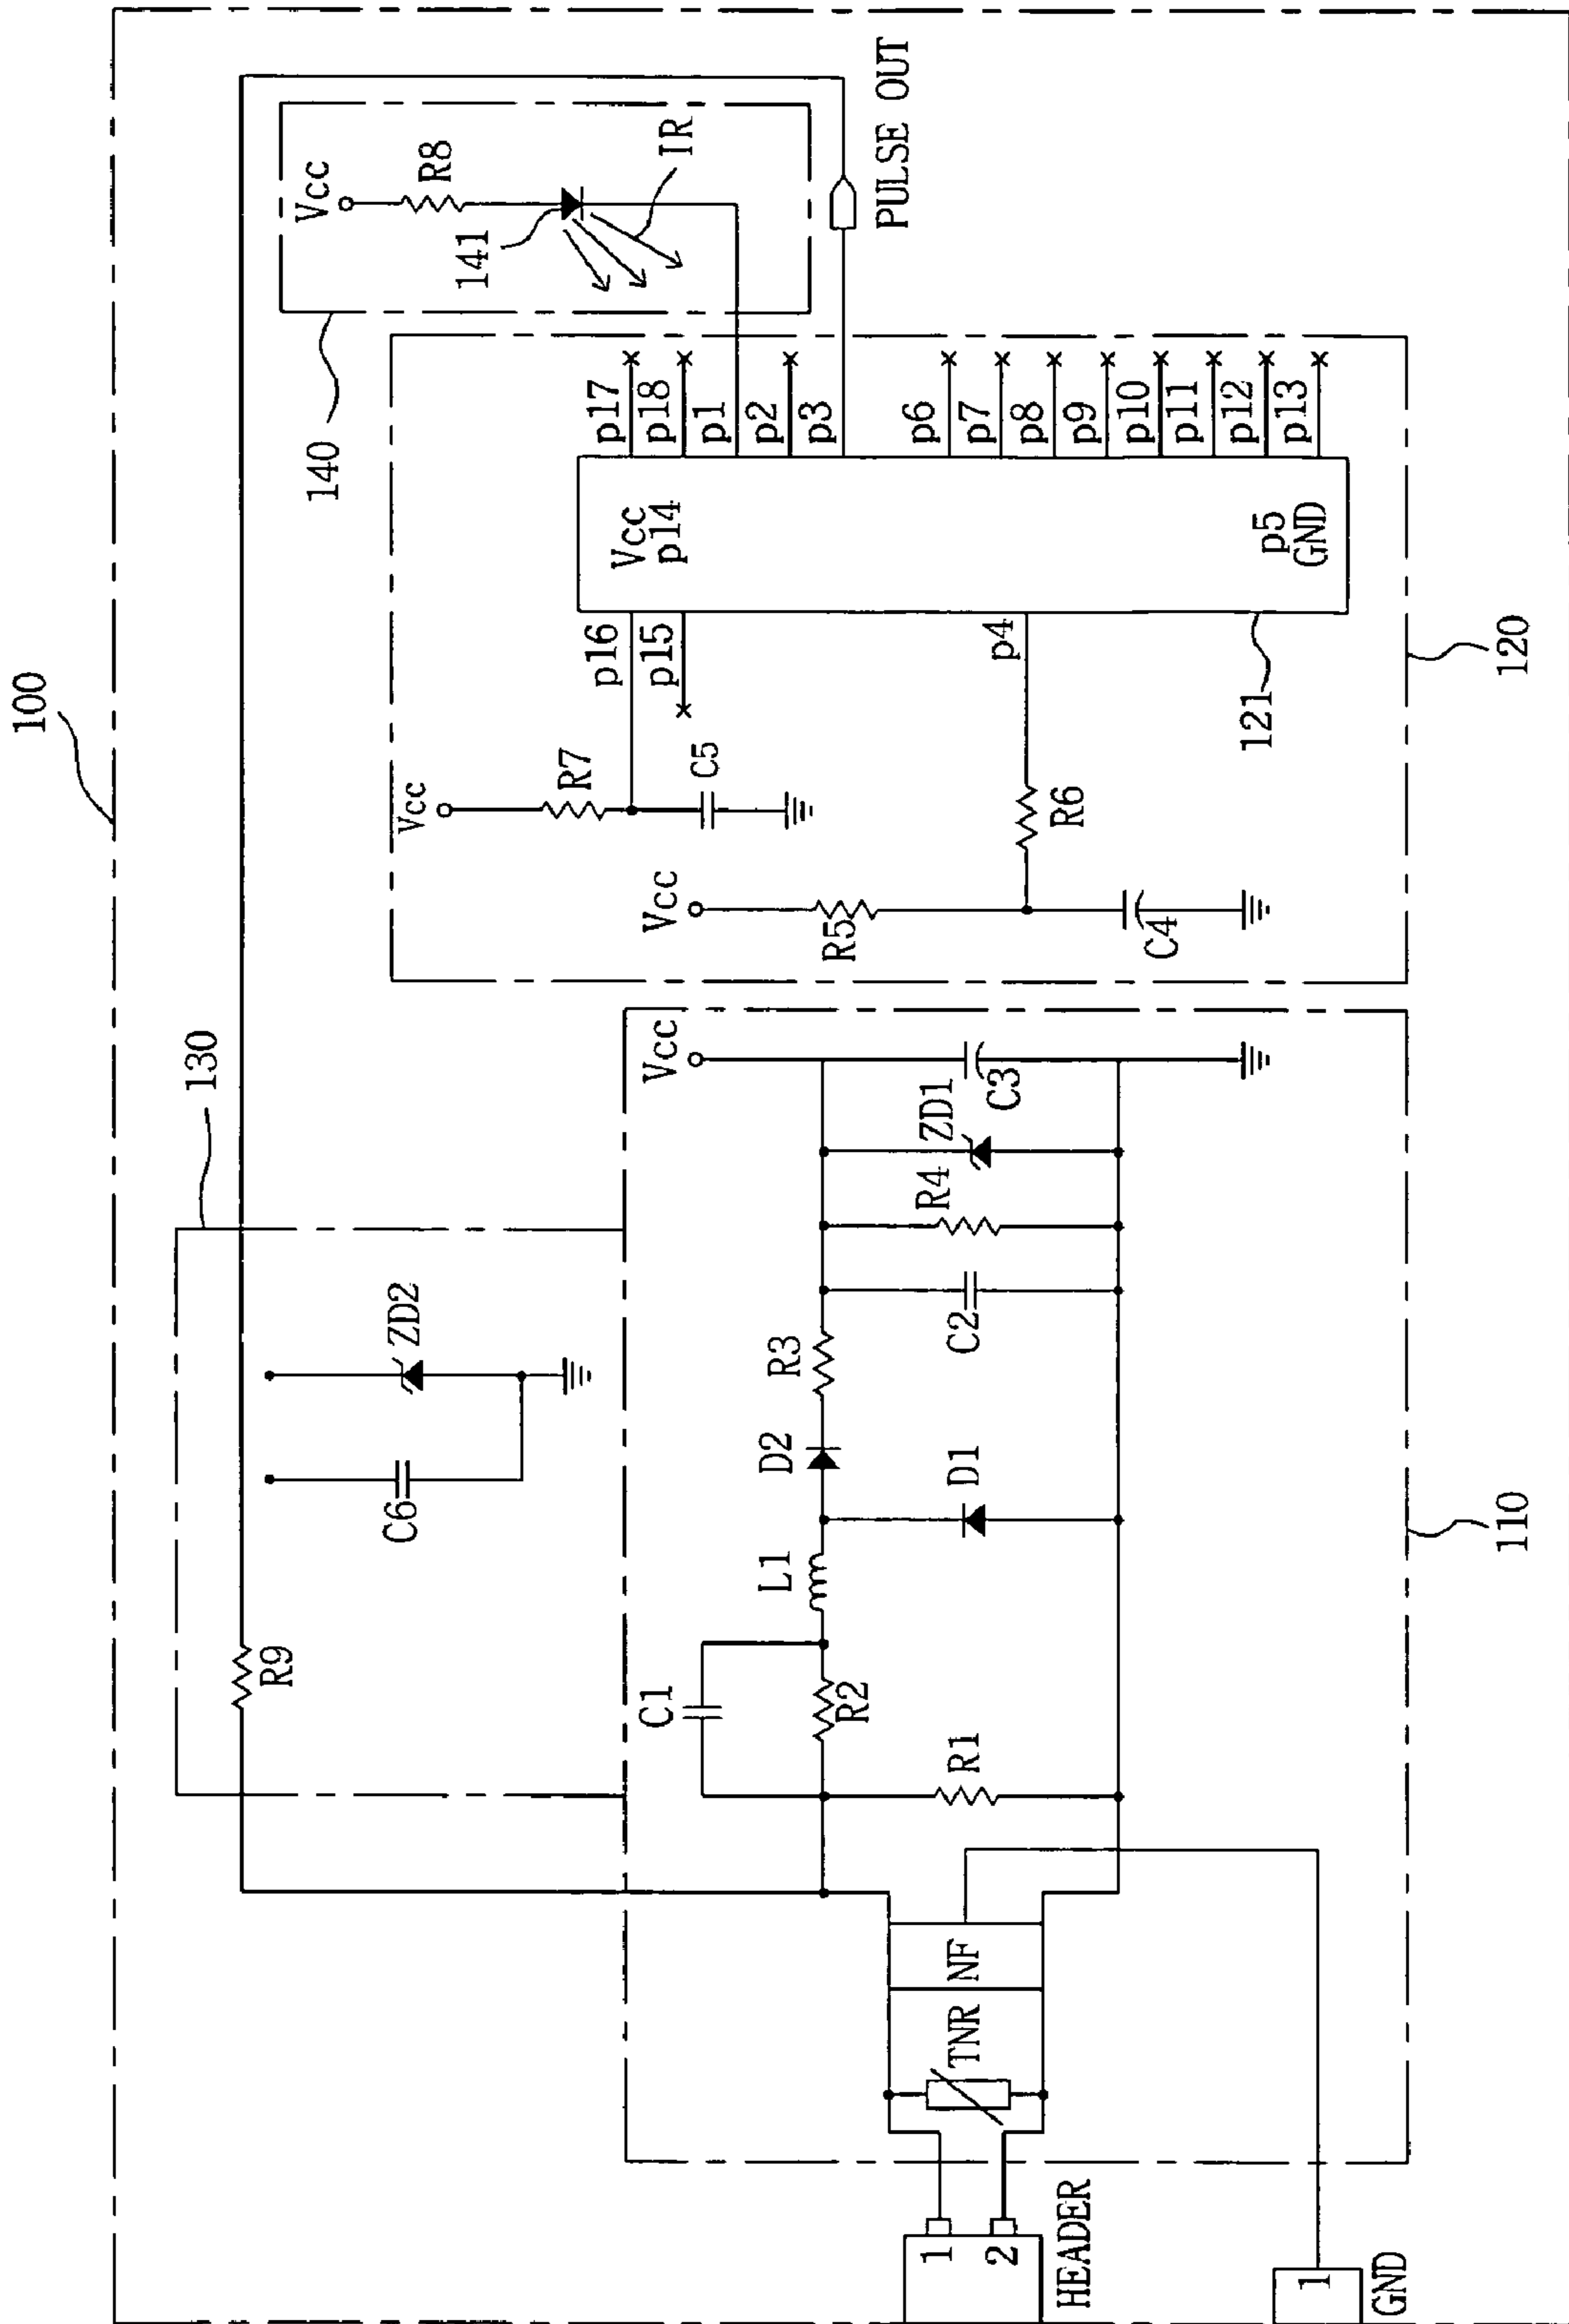 100
130
140
Vcc
R8
141
IR
PULSE OUT
R9
C6
ZD2
Vcc
R7
C5
p16
p15
Vcc
p14
p17
p18
p1
p2
p3
p6
p7
p8
p9
p10
p11
p12
p13
p5
GND
p4
R6
Vcc
R5
C4
121
120
C1
R2
L1
D2
R3
Vcc
R1
D1
C2
R4
ZD1
C3
NF
TNR
110
1
2
HEADER
1
GND